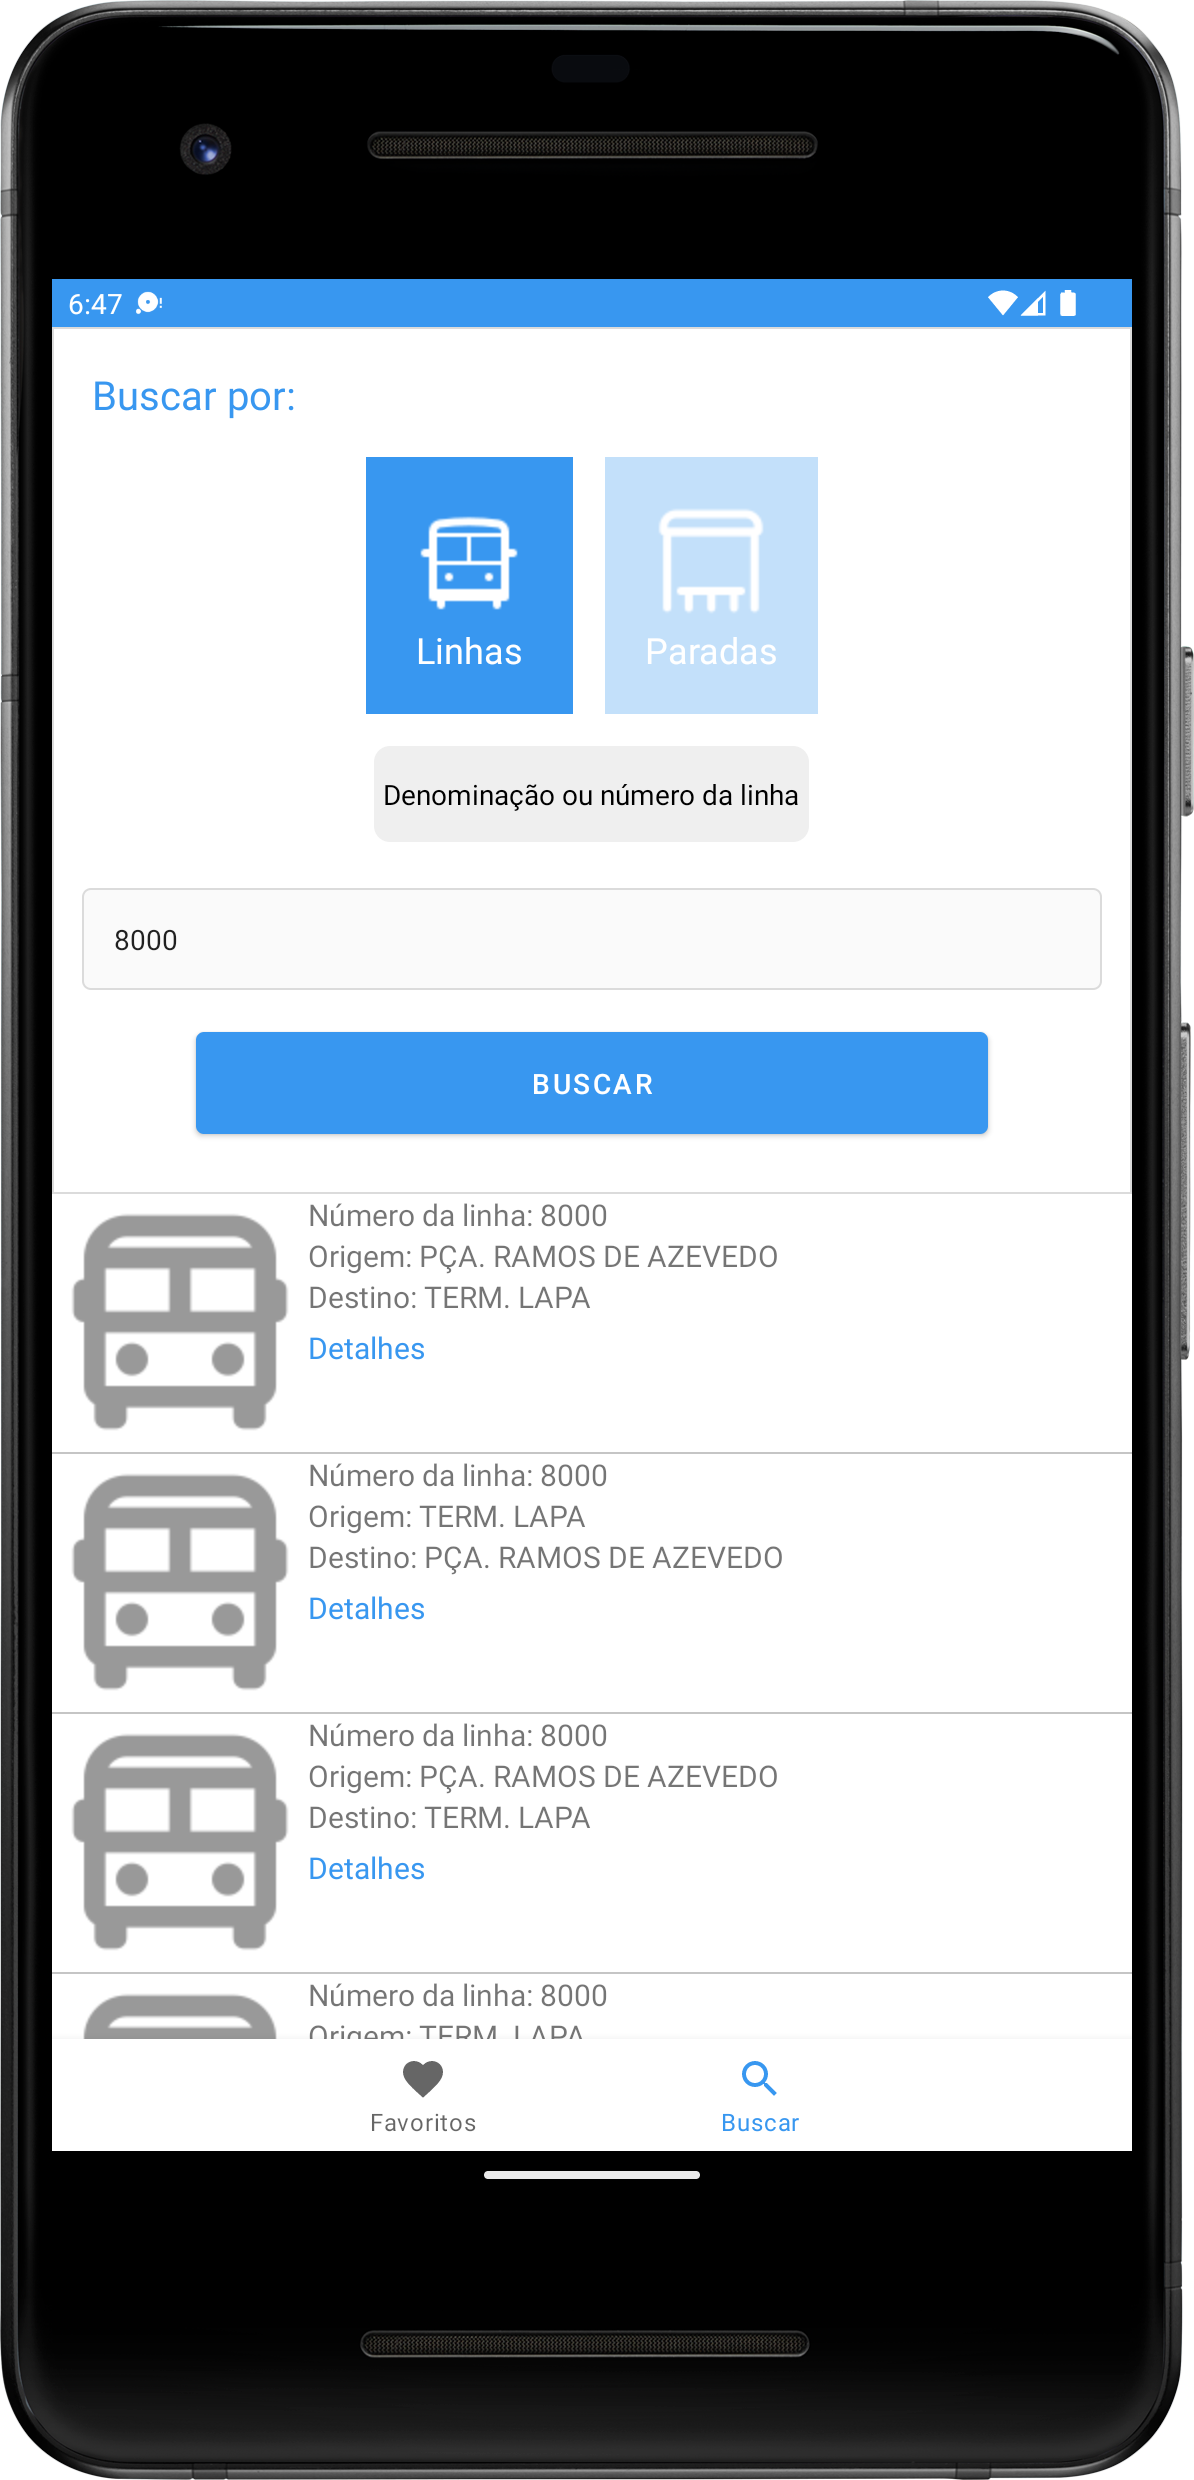 6:47
Buscar por:
Linhas
Paradas
Denominação ou número da linha
8000
BUSCAR
Número da linha: 8000
Origem: PÇA. RAMOS DE AZEVEDO
Destino: TERM. LAPA
Detalhes
Número da linha: 8000
Origem: TERM. LAPA
Destino: PÇA. RAMOS DE AZEVEDO
Detalhes
Número da linha: 8000
Origem: PÇA. RAMOS DE AZEVEDO
Destino: TERM. LAPA
Detalhes
Número da linha: 8000
Origem: TERM. LAPA
Favoritos
Buscar